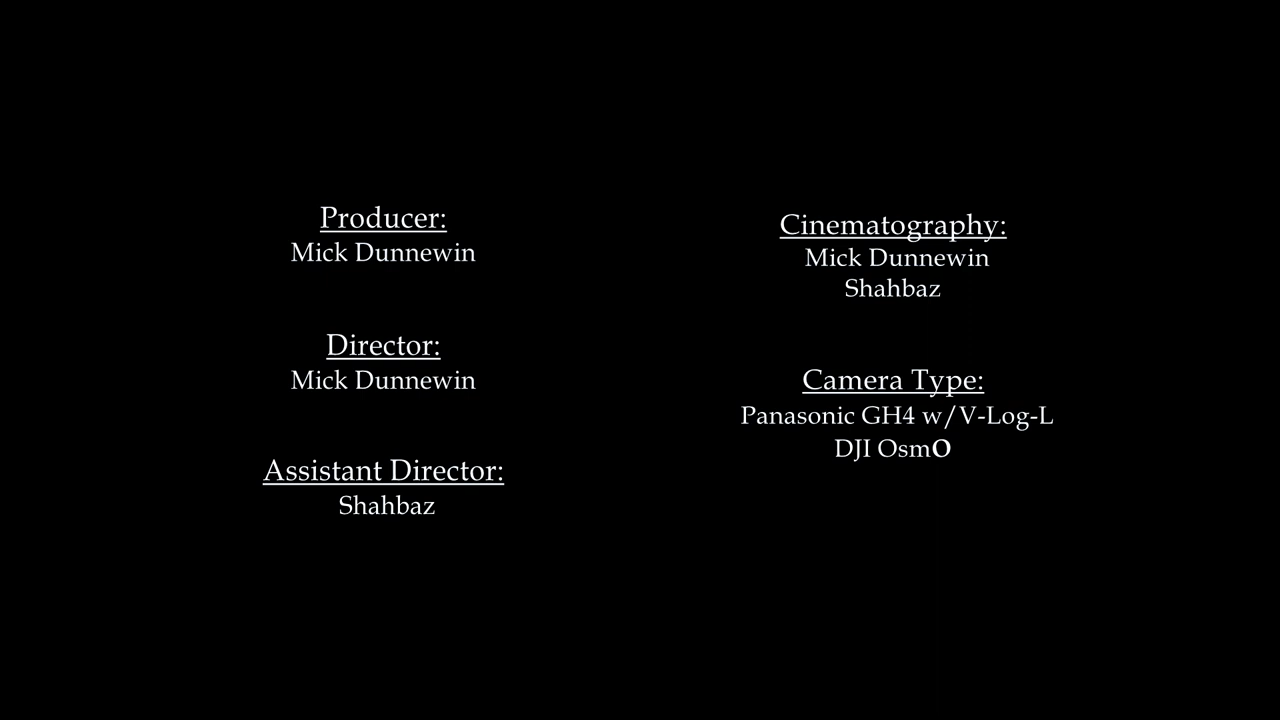 Producer:
Mick Dunnewin
Director:
Mick Dunnewin
Assistant Director:
Shahbaz
Cinematography:
Mick Dunnewin
Shahbaz
Camera Type:
Panasonic GH4 w/V-Log-L
DJI OsmO